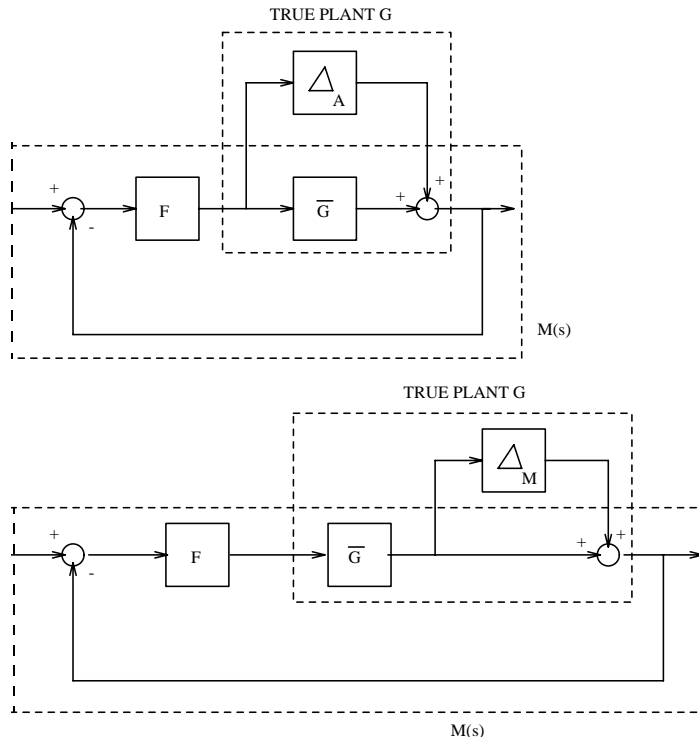 TRUE PLANT G
Δ A
+
+ + -
F
G̅
M(s)
TRUE PLANT G
Δ M
+ + + -
F
G̅
M(s)